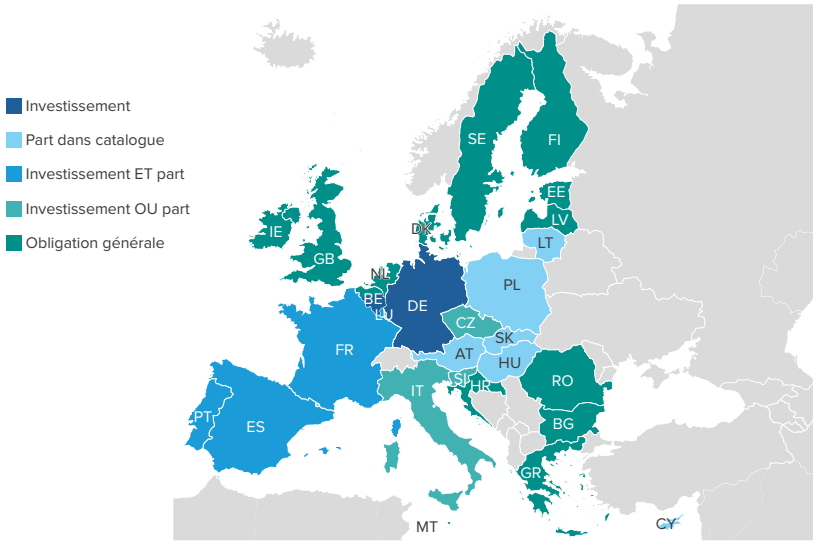 Investissement
Part dans catalogue
Investissement ET part
Investissement OU part
Obligation générale
SE
FI
EE
LV
LT
DK
IE
GB
NL
BE
LU
DE
PL
CZ
SK
AT
HU
FR
SI
HR
RO
IT
BG
PT
ES
GR
MT
CY